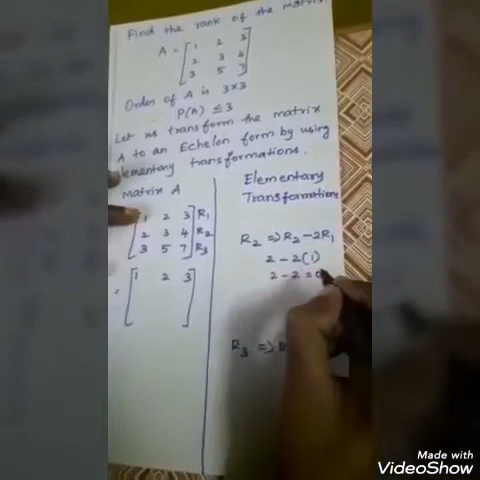 Find the rank of the matrix
A = [1 2 3
2 3 4
3 5 7]
Order of A is 3×3
∴ P(A) ≤ 3
Let us transform the matrix
A to an Echelon form by using
elementary transformations.
Matrix A
[1 2 3] R1
[2 3 4] R2
[3 5 7] R3
= [1 2 3]
Elementary
Transformations
R2 ⇒ R2 − 2R1
2 − 2(1)
2 − 2 = 0
R3 ⇒
Made with
VideoShow